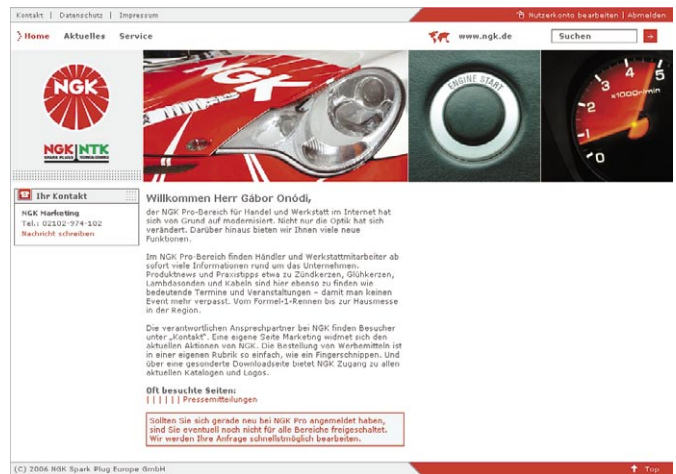 Kontakt | Datenschutz | Impressum
Nutzerkonto bearbeiten | Abmelden
Home Aktuelles Service
www.ngk.de
Suchen
NGK
NGK NTK
SPARK PLUGS
NGK
ENGINE START
0 1 2 3 4 5
x1000r/min
Ihr Kontakt
NGK Marketing
Tel.: 02102-974-102
Nachricht schreiben
Willkommen Herr Gábor Onódi,
der NGK Pro-Bereich für Handel und Werkstatt im Internet hat
sich von Grund auf modernisiert. Nicht nur die Optik hat sich
verändert. Darüber hinaus bieten wir Ihnen viele neue
Funktionen.
Im NGK Pro-Bereich finden Händler und Werkstattmitarbeiter ab
sofort viele Informationen rund um das Unternehmen.
Produktnews und Praxistipps etwa zu Zündkerzen, Glühkerzen,
Lambdasonden und Kabeln sind hier ebenso zu finden wie
bedeutende Termine und Veranstaltungen – damit man keinen
Event mehr verpasst. Vom Formel-1-Rennen bis zur Hausmesse
in der Region.
Die verantwortlichen Ansprechpartner bei NGK finden Besucher
unter „Kontakt“. Eine eigene Seite Marketing widmet sich den
aktuellen Aktionen von NGK. Die Bestellung von Werbemitteln ist
in einer eigenen Rubrik so einfach, wie ein Fingerschnippen. Und
über eine gesonderte Downloadseite bietet NGK Zugang zu allen
aktuellen Katalogen und Logos.
Oft besuchte Seiten:
| | | | | | Pressemitteilungen
Sollten Sie sich gerade neu bei NGK Pro angemeldet haben,
sind Sie eventuell noch nicht für alle Bereiche freigeschaltet.
Wir werden Ihre Anfrage schnellstmöglich bearbeiten.
(C) 2006 NGK Spark Plug Europe GmbH
Top